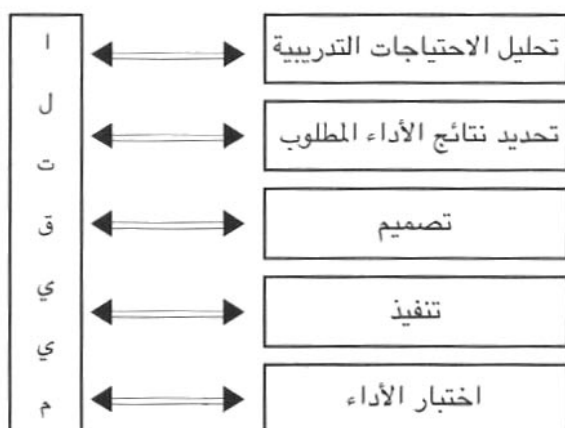 تحليل الاحتياجات التدريبية
تحديد نتائج الأداء المطلوب
تصميم
تنفيذ
اختبار الأداء
ا
ل
ت
ق
ي
ي
م